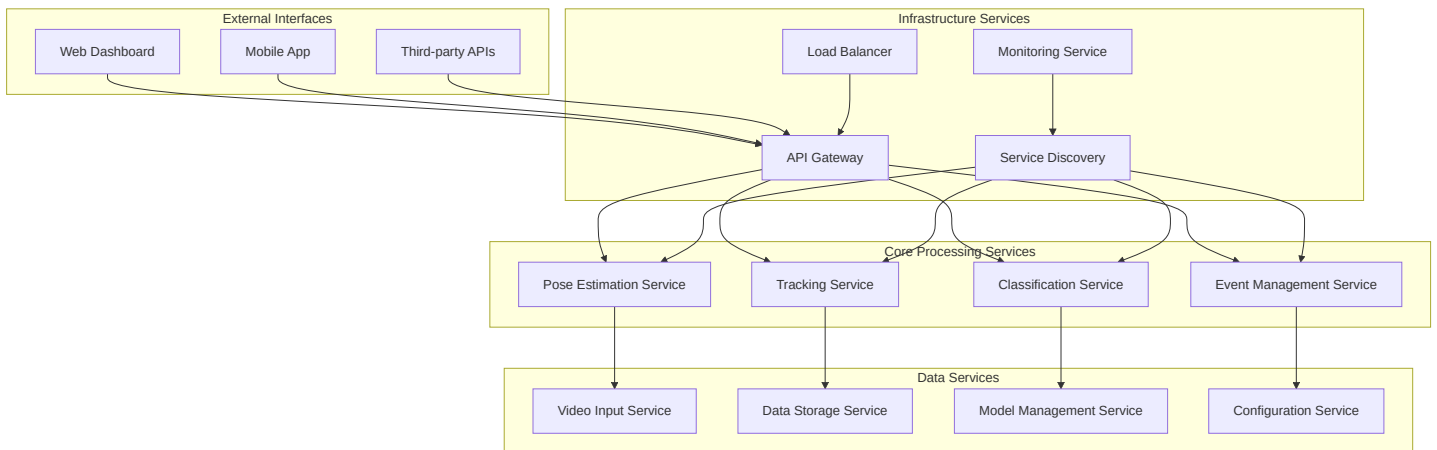 External Interfaces
Infrastructure Services
Web Dashboard
Mobile App
Third-party APIs
Load Balancer
Monitoring Service
API Gateway
Service Discovery
Core Processing Services
Pose Estimation Service
Tracking Service
Classification Service
Event Management Service
Data Services
Video Input Service
Data Storage Service
Model Management Service
Configuration Service